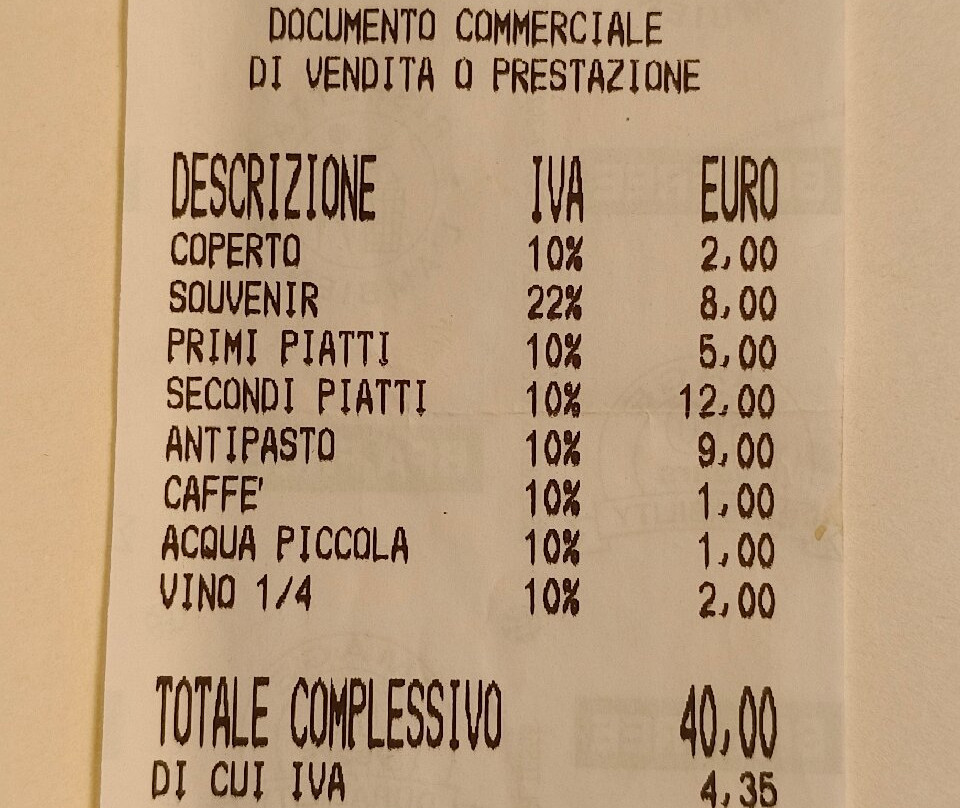 DOCUMENTO COMMERCIALE
DI VENDITA O PRESTAZIONE
DESCRIZIONE IVA EURO
COPERTO 10% 2,00
SOUVENIR 22% 8,00
PRIMI PIATTI 10% 5,00
SECONDI PIATTI 10% 12,00
ANTIPASTO 10% 9,00
CAFFE' 10% 1,00
ACQUA PICCOLA 10% 1,00
VINO 1/4 10% 2,00
TOTALE COMPLESSIVO 40,00
DI CUI IVA 4,35